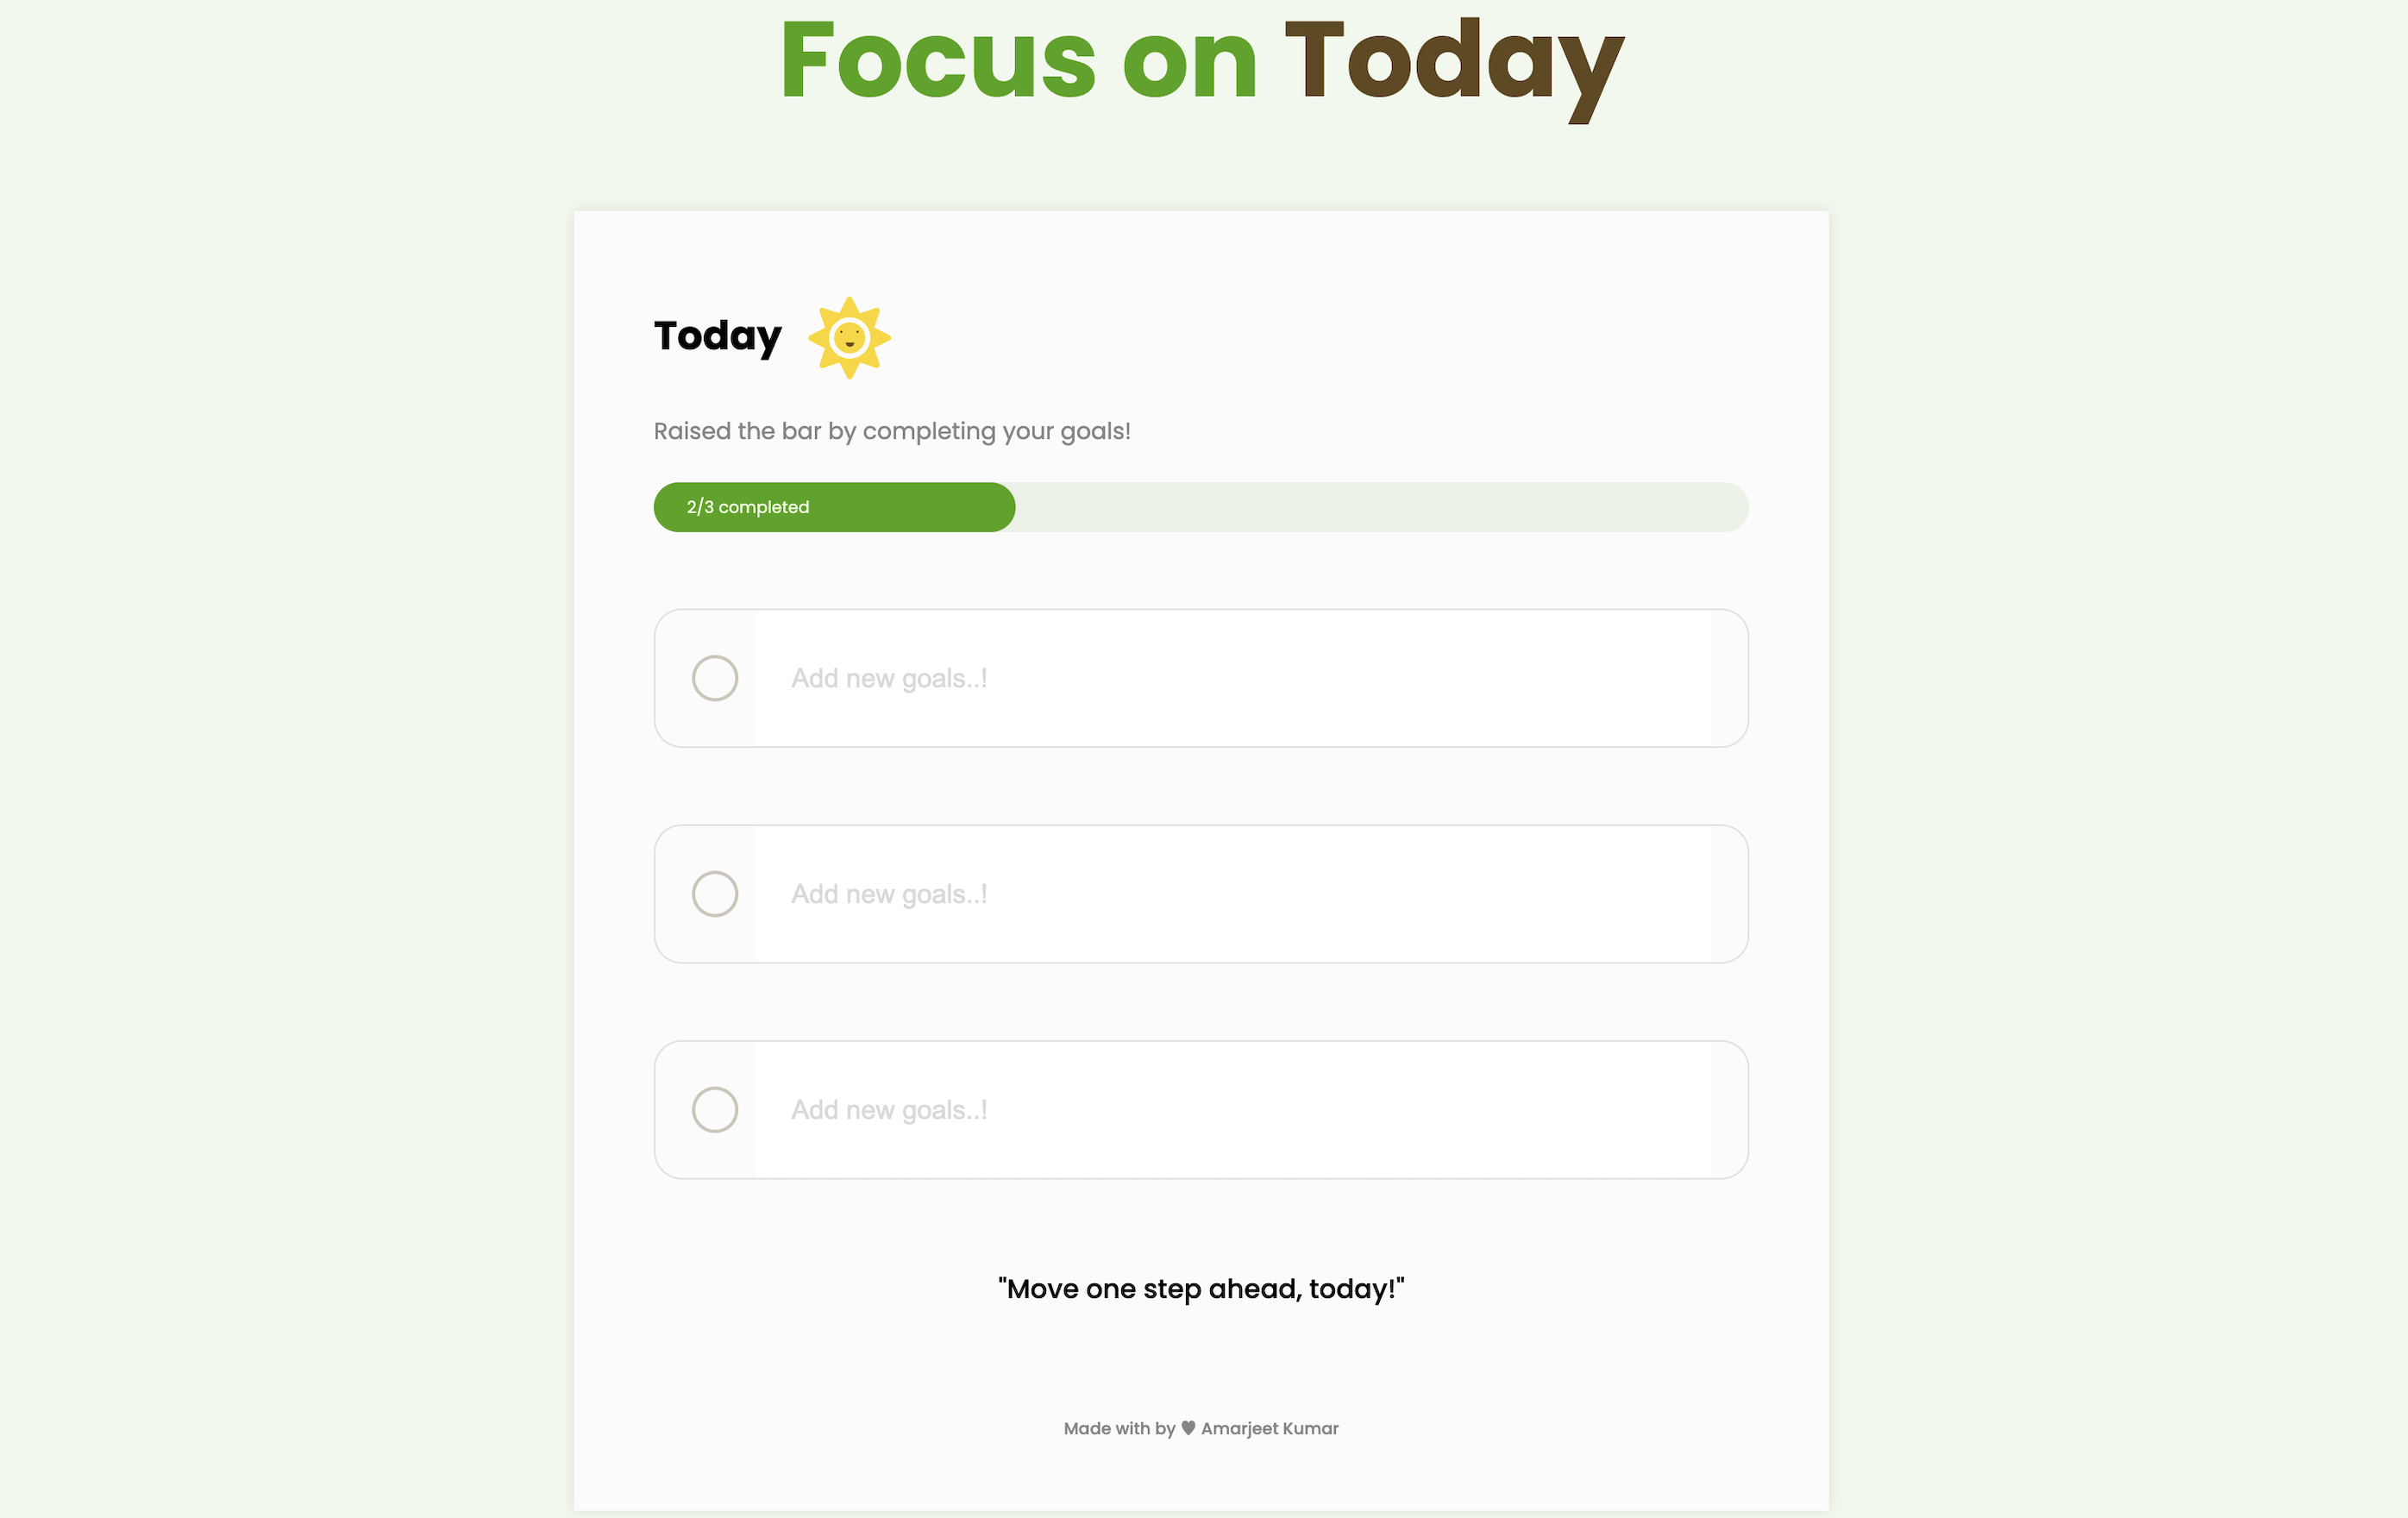 Focus on Today
Today
Raised the bar by completing your goals!
2/3 completed
Add new goals..!
Add new goals..!
Add new goals..!
"Move one step ahead, today!"
Made with by ♥ Amarjeet Kumar